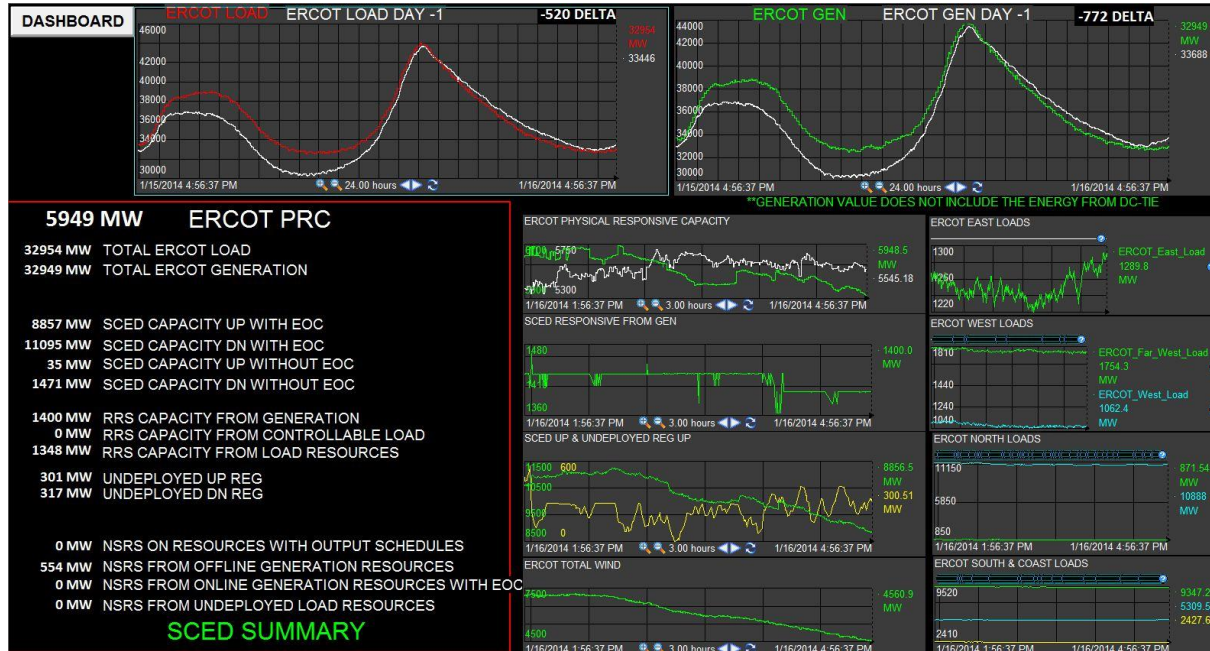 DASHBOARD
ERCOT LOAD ERCOT LOAD DAY -1 -520 DELTA
46000
44000
42000
40000
38000
36000
34000
30000
32954
MW
33446
1/15/2014 4:56:37 PM 24.00 hours 1/16/2014 4:56:37 PM
ERCOT GEN ERCOT GEN DAY -1 -772 DELTA
44000
42000
40000
38000
36000
34000
32000
30000
32949
MW
33688
1/15/2014 4:56:37 PM 24.00 hours 1/16/2014 4:56:37 PM
**GENERATION VALUE DOES NOT INCLUDE THE ENERGY FROM DC-TIE
5949 MW ERCOT PRC
32954 MW TOTAL ERCOT LOAD
32949 MW TOTAL ERCOT GENERATION
8857 MW SCED CAPACITY UP WITH EOC
11095 MW SCED CAPACITY DN WITH EOC
35 MW SCED CAPACITY UP WITHOUT EOC
1471 MW SCED CAPACITY DN WITHOUT EOC
1400 MW RRS CAPACITY FROM GENERATION
0 MW RRS CAPACITY FROM CONTROLLABLE LOAD
1348 MW RRS CAPACITY FROM LOAD RESOURCES
301 MW UNDEPLOYED UP REG
317 MW UNDEPLOYED DN REG
0 MW NSRS ON RESOURCES WITH OUTPUT SCHEDULES
554 MW NSRS FROM OFFLINE GENERATION RESOURCES
0 MW NSRS FROM ONLINE GENERATION RESOURCES WITH EOC
0 MW NSRS FROM UNDEPLOYED LOAD RESOURCES
SCED SUMMARY
ERCOT PHYSICAL RESPONSIVE CAPACITY
5750
5300
5948.5
MW
5545.18
1/16/2014 1:56:37 PM 3.00 hours 1/16/2014 4:56:37 PM
SCED RESPONSIVE FROM GEN
1480
1360
1400.0
MW
1/16/2014 1:56:37 PM 3.00 hours 1/16/2014 4:56:37 PM
SCED UP & UNDEPLOYED REG UP
11500 600
10500
9500
8500 0
8856.5
MW
300.51
MW
1/16/2014 1:56:37 PM 3.00 hours 1/16/2014 4:56:37 PM
ERCOT TOTAL WIND
7500
4500
4560.9
MW
1/16/2014 1:56:37 PM 3.00 hours 1/16/2014 4:56:37 PM
ERCOT EAST LOADS
1300
1260
1220
ERCOT_East_Load
1289.8
MW
ERCOT WEST LOADS
1810
1440
1240
1040
ERCOT_Far_West_Load
1754.3
MW
ERCOT_West_Load
1062.4
MW
ERCOT NORTH LOADS
11150
5850
850
871.54
MW
10888
MW
1/16/2014 1:56:37 PM 1/16/2014 4:56:37 PM
ERCOT SOUTH & COAST LOADS
9520
2410
9347.2
5309.5
2427.6
1/16/2014 1:56:37 PM 1/16/2014 4:56:37 PM